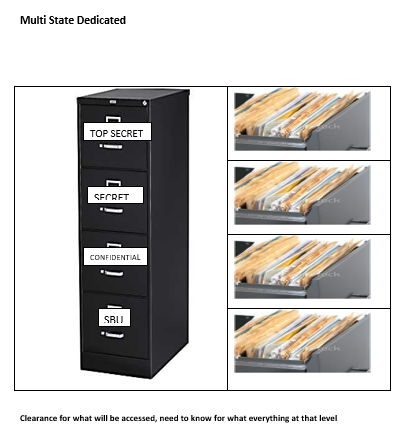 Multi State Dedicated
TOP SECRET
SECRET
CONFIDENTIAL
SBU
Clearance for what will be accessed, need to know for what everything at that level